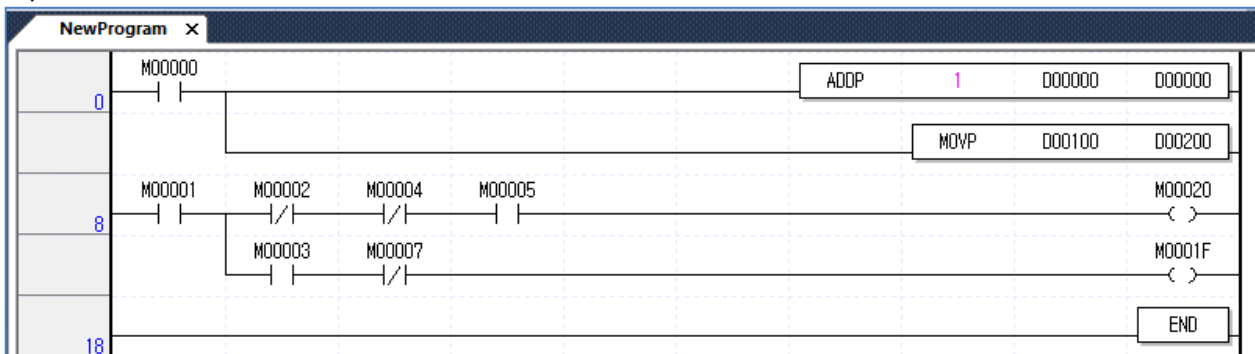 NewProgram X
M00000
0
ADDP 1 D00000 D00000
MOVP D00100 D00200
M00001 M00002 M00004 M00005 M00020
8
M00003 M00007 M0001F
END
18